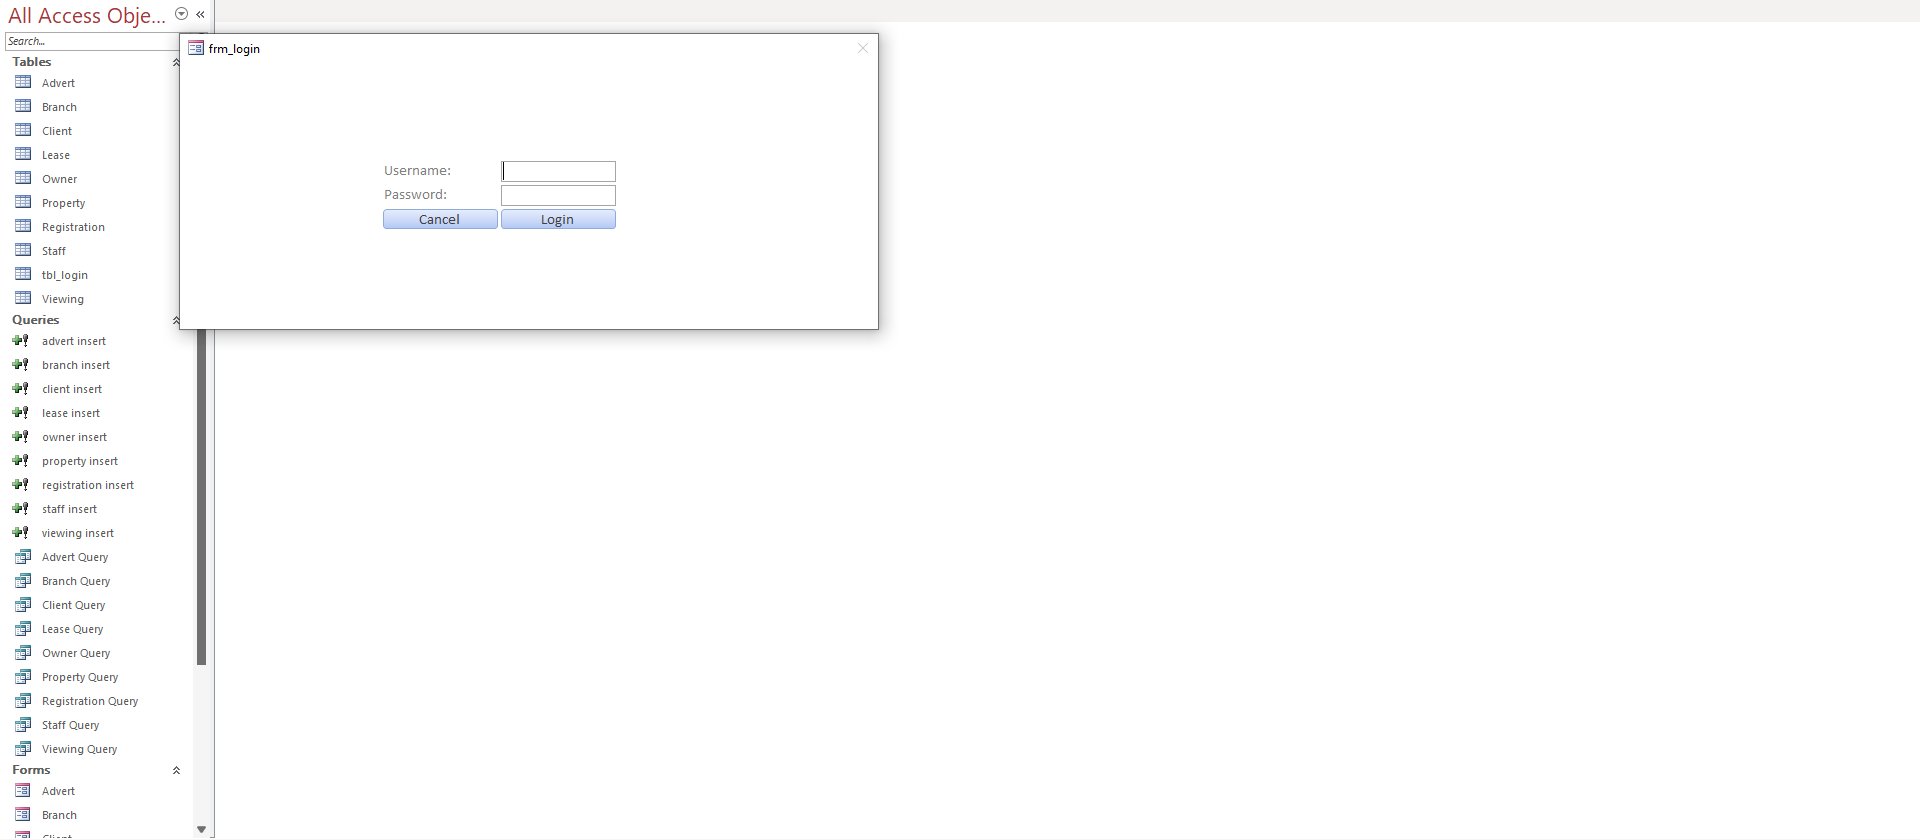 All Access Obje...
Search...
Tables
Advert
Branch
Client
Lease
Owner
Property
Registration
Staff
tbl_login
Viewing
Queries
advert insert
branch insert
client insert
lease insert
owner insert
property insert
registration insert
staff insert
viewing insert
Advert Query
Branch Query
Client Query
Lease Query
Owner Query
Property Query
Registration Query
Staff Query
Viewing Query
Forms
Advert
Branch
Client
frm_login
Username:
Password:
Cancel Login